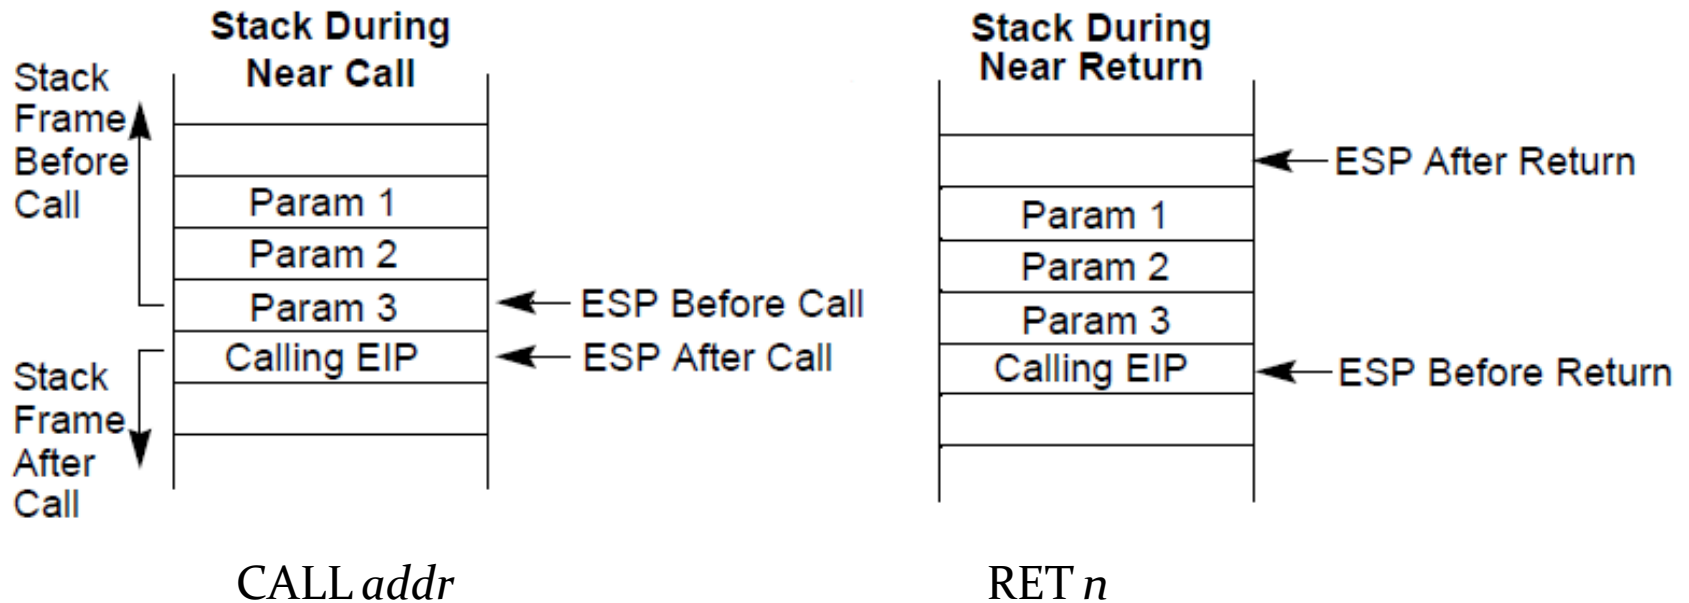 Stack During
Near Call
Stack
Frame
Before
Call
Param 1
Param 2
Param 3
Calling EIP
ESP Before Call
ESP After Call
Stack
Frame
After
Call
CALL addr
Stack During
Near Return
ESP After Return
Param 1
Param 2
Param 3
Calling EIP
ESP Before Return
RET n